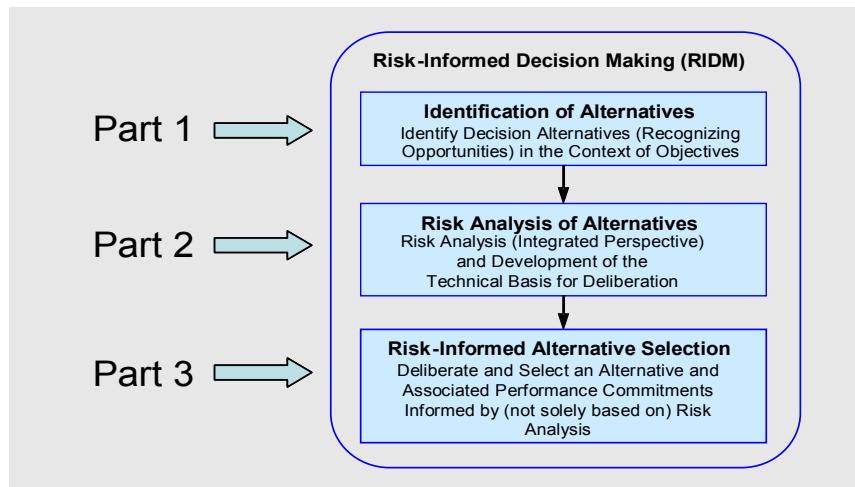 Risk-Informed Decision Making (RIDM)
Part 1
Identification of Alternatives
Identify Decision Alternatives (Recognizing
Opportunities) in the Context of Objectives
Part 2
Risk Analysis of Alternatives
Risk Analysis (Integrated Perspective)
and Development of the
Technical Basis for Deliberation
Part 3
Risk-Informed Alternative Selection
Deliberate and Select an Alternative and
Associated Performance Commitments
Informed by (not solely based on) Risk
Analysis